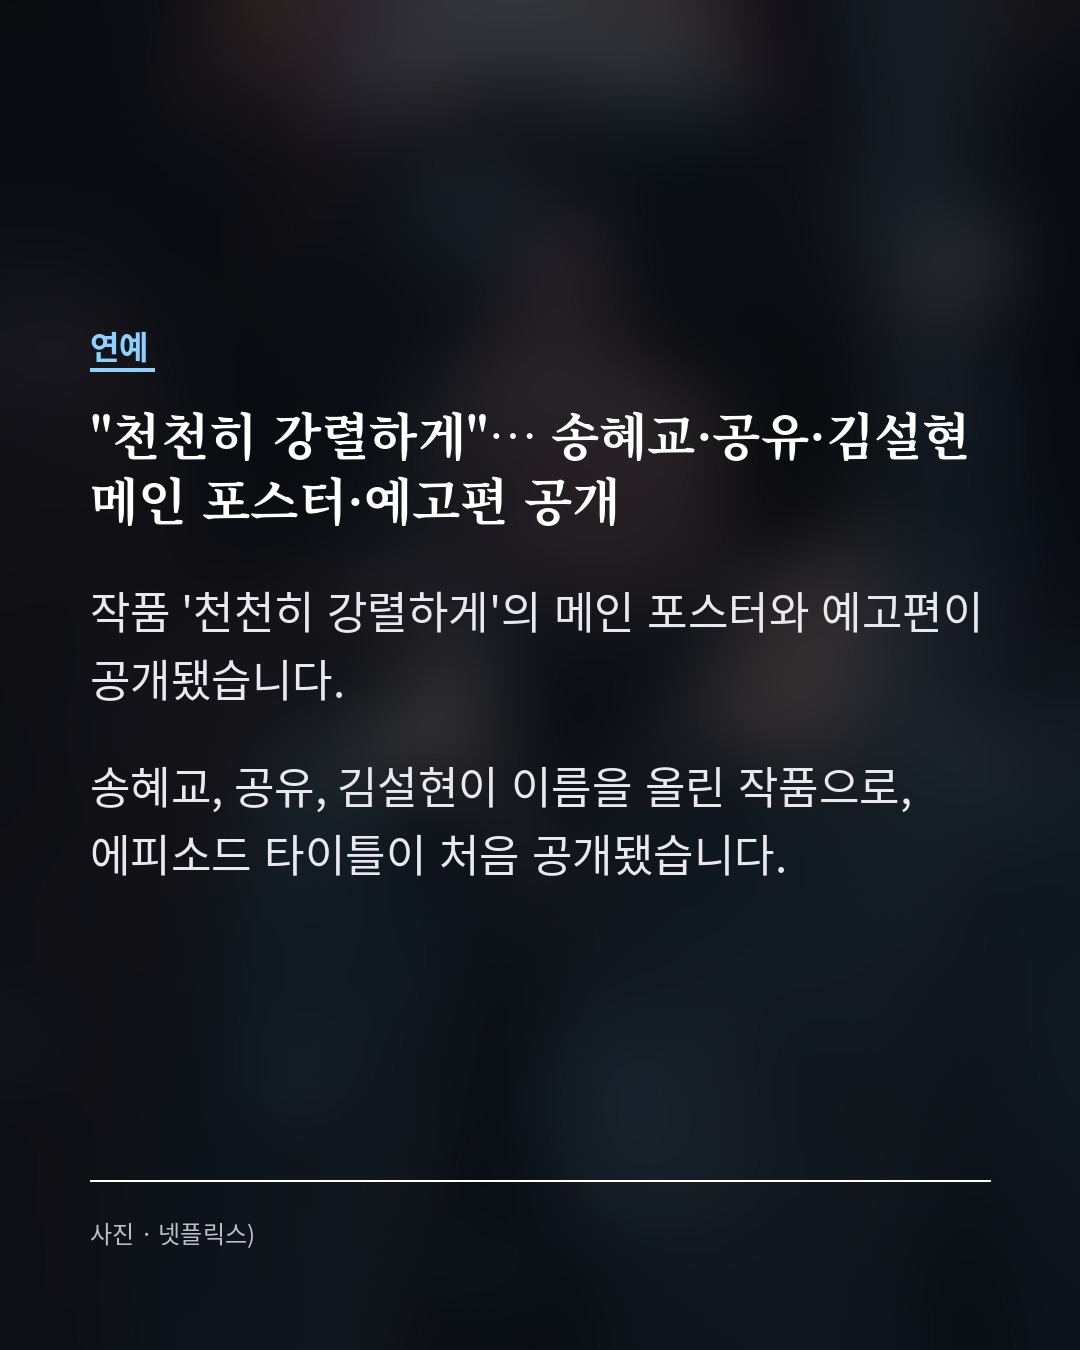 연예
"천천히 강렬하게"… 송혜교·공유·김설현
메인 포스터·예고편 공개
작품 '천천히 강렬하게'의 메인 포스터와 예고편이
공개됐습니다.
송혜교, 공유, 김설현이 이름을 올린 작품으로,
에피소드 타이틀이 처음 공개됐습니다.
사진 · 넷플릭스)